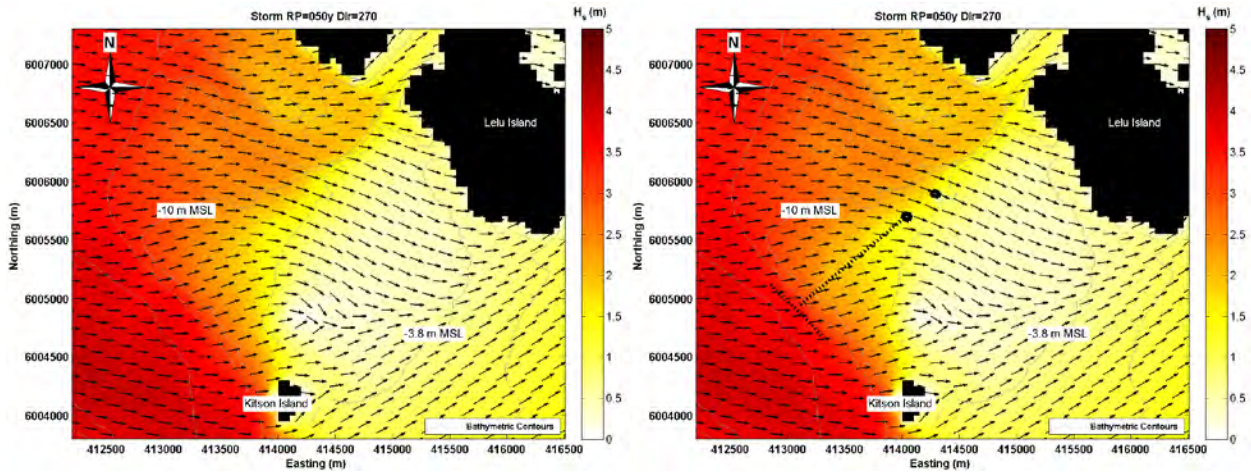 Storm RP=050y Dir=270
H_s (m)
N
Lelu Island
-10 m MSL
-3.8 m MSL
Kitson Island
Bathymetric Contours
Northing (m)
6007000
6006500
6006000
6005500
6005000
6004500
6004000
412500 413000 413500 414000 414500 415000 415500 416000 416500
Easting (m)
5
4.5
4
3.5
3
2.5
2
1.5
1
0.5
0
Storm RP=050y Dir=270
H_s (m)
N
Lelu Island
-10 m MSL
-3.8 m MSL
Kitson Island
Bathymetric Contours
Northing (m)
6007000
6006500
6006000
6005500
6005000
6004500
6004000
412500 413000 413500 414000 414500 415000 415500 416000 416500
Easting (m)
5
4.5
4
3.5
3
2.5
2
1.5
1
0.5
0